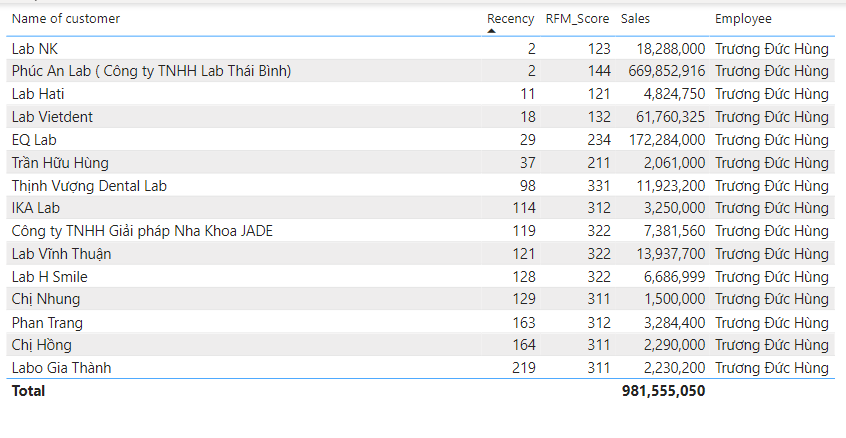 Name of customer Recency RFM_Score Sales Employee
Lab NK 2 123 18,288,000 Trương Đức Hùng
Phúc An Lab ( Công ty TNHH Lab Thái Bình) 2 144 669,852,916 Trương Đức Hùng
Lab Hati 11 121 4,824,750 Trương Đức Hùng
Lab Vietdent 18 132 61,760,325 Trương Đức Hùng
EQ Lab 29 234 172,284,000 Trương Đức Hùng
Trần Hữu Hùng 37 211 2,061,000 Trương Đức Hùng
Thịnh Vượng Dental Lab 98 331 11,923,200 Trương Đức Hùng
IKA Lab 114 312 3,250,000 Trương Đức Hùng
Công ty TNHH Giải pháp Nha Khoa JADE 119 322 7,381,560 Trương Đức Hùng
Lab Vĩnh Thuận 121 322 13,937,700 Trương Đức Hùng
Lab H Smile 128 322 6,686,999 Trương Đức Hùng
Chị Nhung 129 311 1,500,000 Trương Đức Hùng
Phan Trang 163 312 3,284,400 Trương Đức Hùng
Chị Hồng 164 311 2,290,000 Trương Đức Hùng
Labo Gia Thành 219 311 2,230,200 Trương Đức Hùng
Total 981,555,050